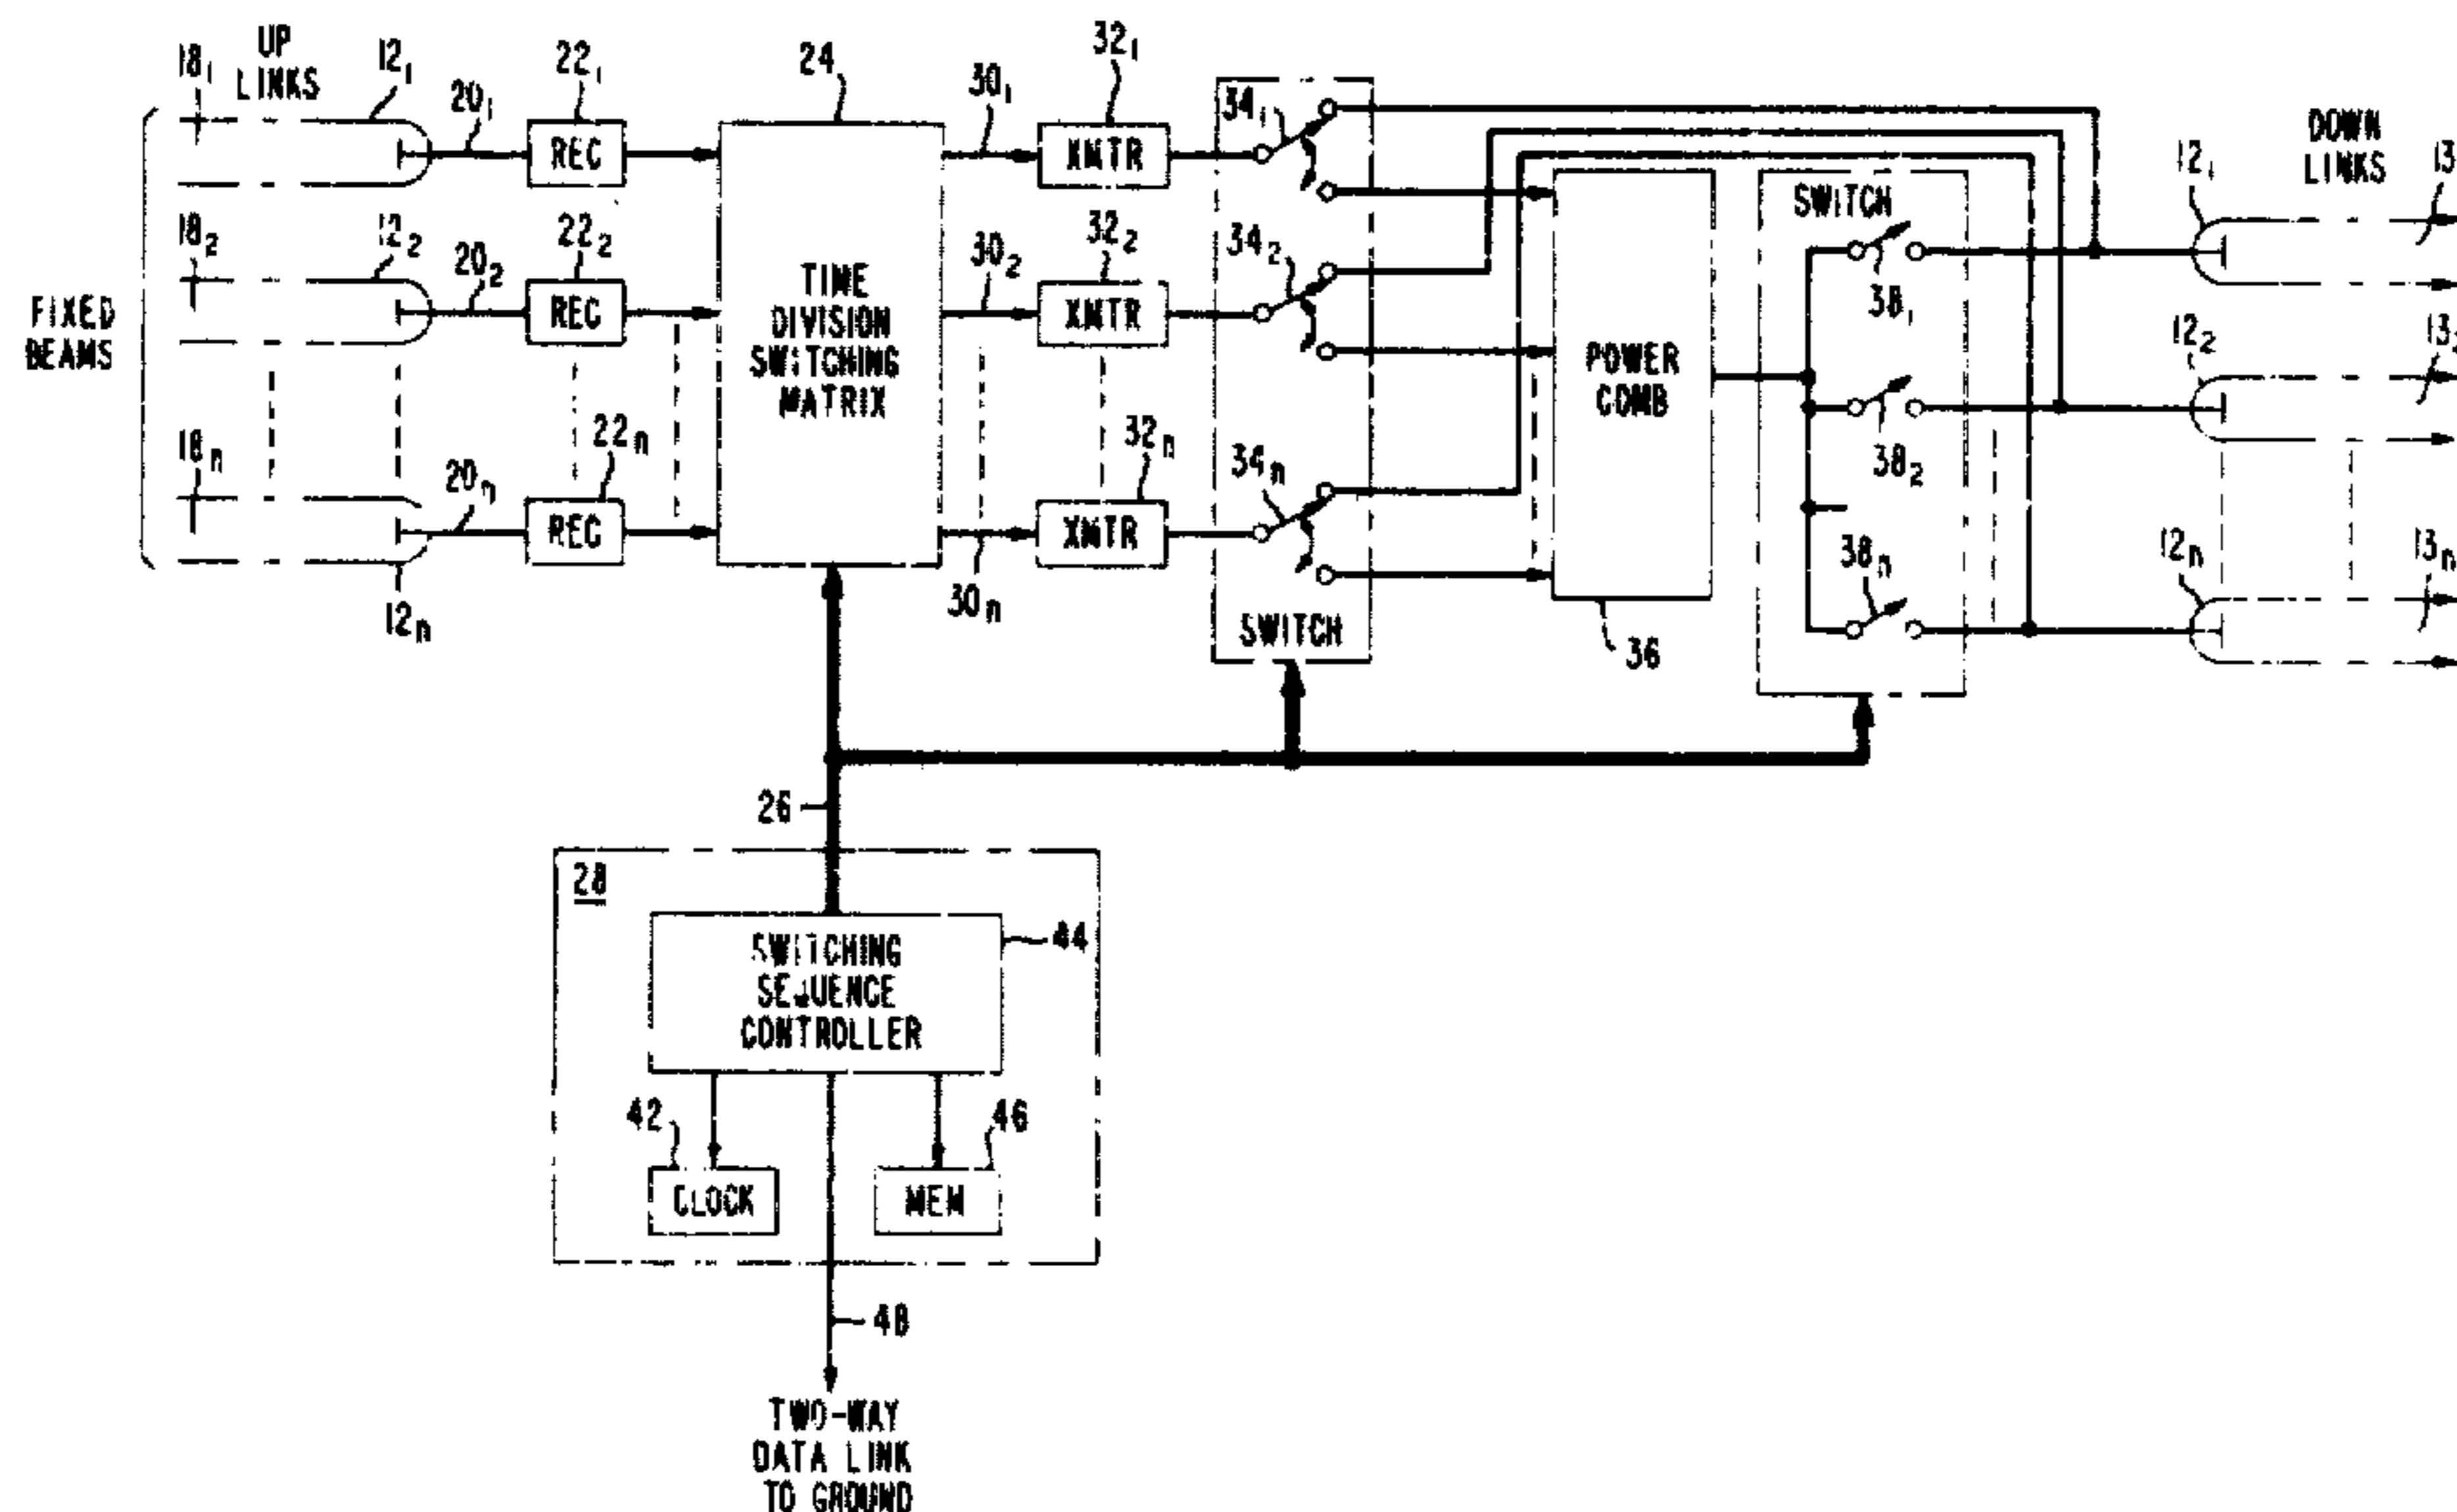 UP
LINKS
18₁
12₁
20₁
22₁
24
30₁
32₁
34₁
REC
XMTR
DOWN
LINKS
12₁
13
SWITCH
38₁
18₂
12₂
20₂
22₂
30₂
32₂
34₂
REC
XMTR
FIXED
BEAMS
TIME
DIVISION
SWITCHING
MATRIX
POWER
COMB
12₂
13₂
38₂
18ₙ
20ₙ
22ₙ
32ₙ
34ₙ
REC
XMTR
12ₙ
30ₙ
SWITCH
36
38ₙ
12ₙ
13ₙ
26
28
SWITCHING
SEQUENCE
CONTROLLER
44
42
46
CLOCK
MEM
48
TWO-WAY
DATA LINK
TO GROUND